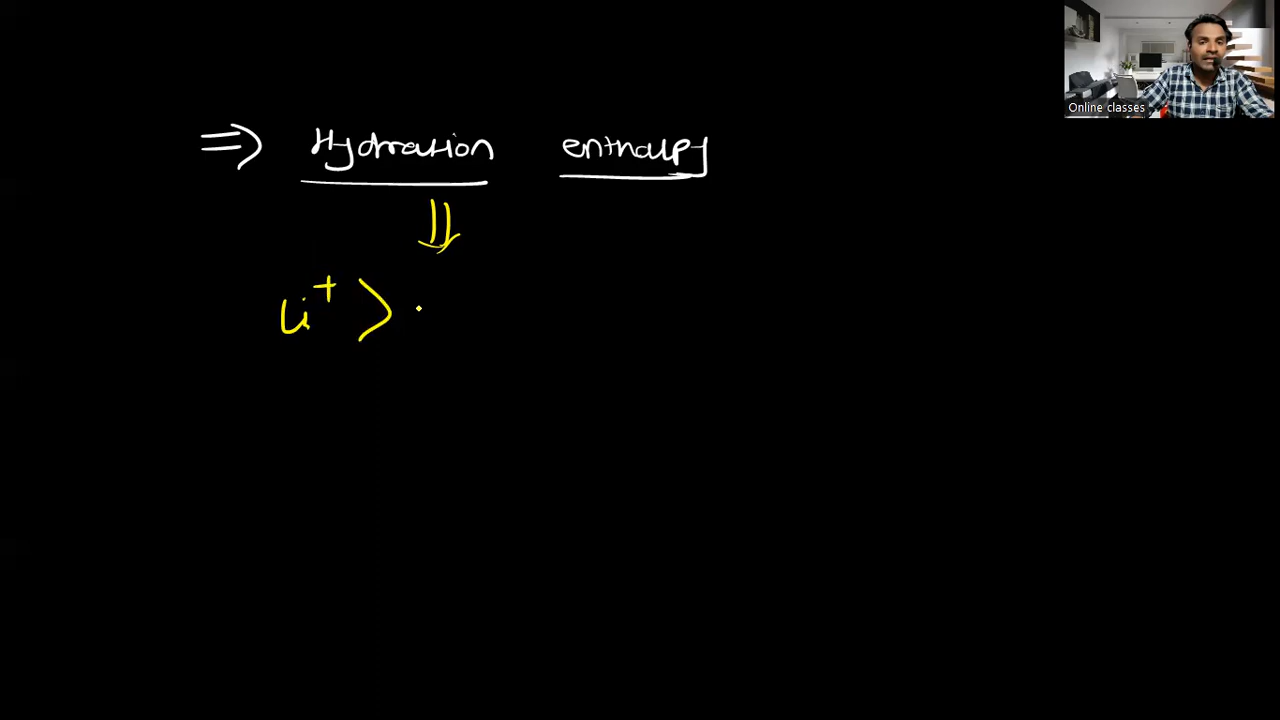 Online classes
⇒ Hydration enthalpy
⇓
Li⁺ > ·